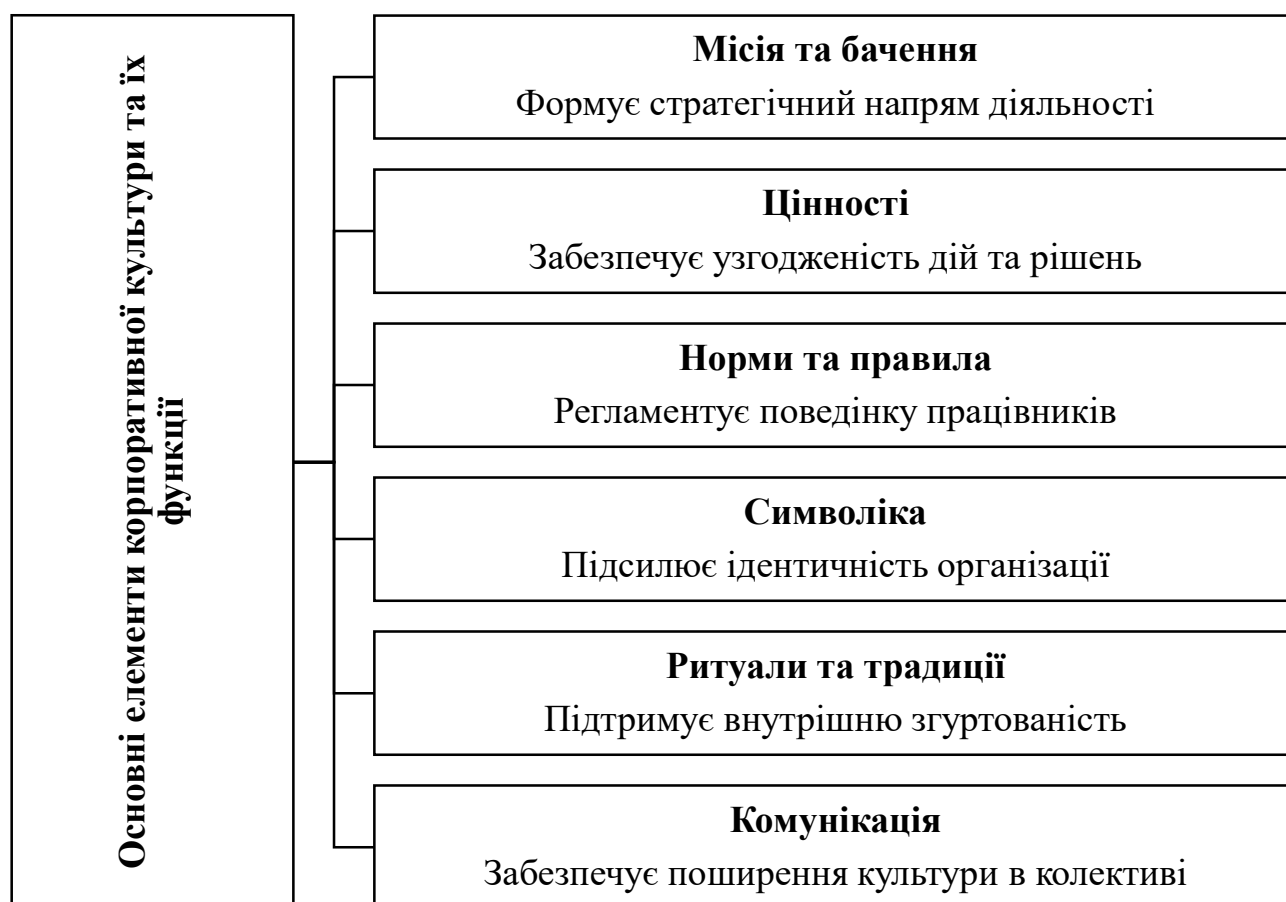 Основні елементи корпоративної культури та їх
функції
Місія та бачення
Формує стратегічний напрям діяльності
Цінності
Забезпечує узгодженість дій та рішень
Норми та правила
Регламентує поведінку працівників
Символіка
Підсилює ідентичність організації
Ритуали та традиції
Підтримує внутрішню згуртованість
Комунікація
Забезпечує поширення культури в колективі